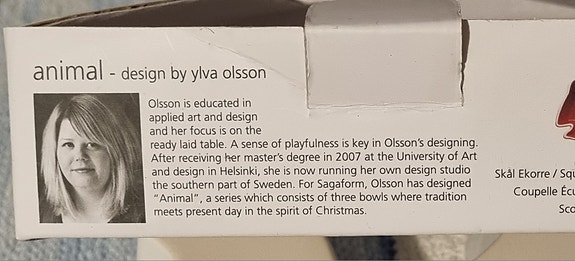 animal - design by ylva olsson
Olsson is educated in
applied art and design
and her focus is on the
ready laid table. A sense of playfulness is key in Olsson's designing.
After receiving her master's degree in 2007 at the University of Art
and design in Helsinki, she is now running her own design studio
the southern part of Sweden. For Sagaform, Olsson has designed
"Animal", a series which consists of three bowls where tradition
meets present day in the spirit of Christmas.
Skål Ekorre /
Coupelle